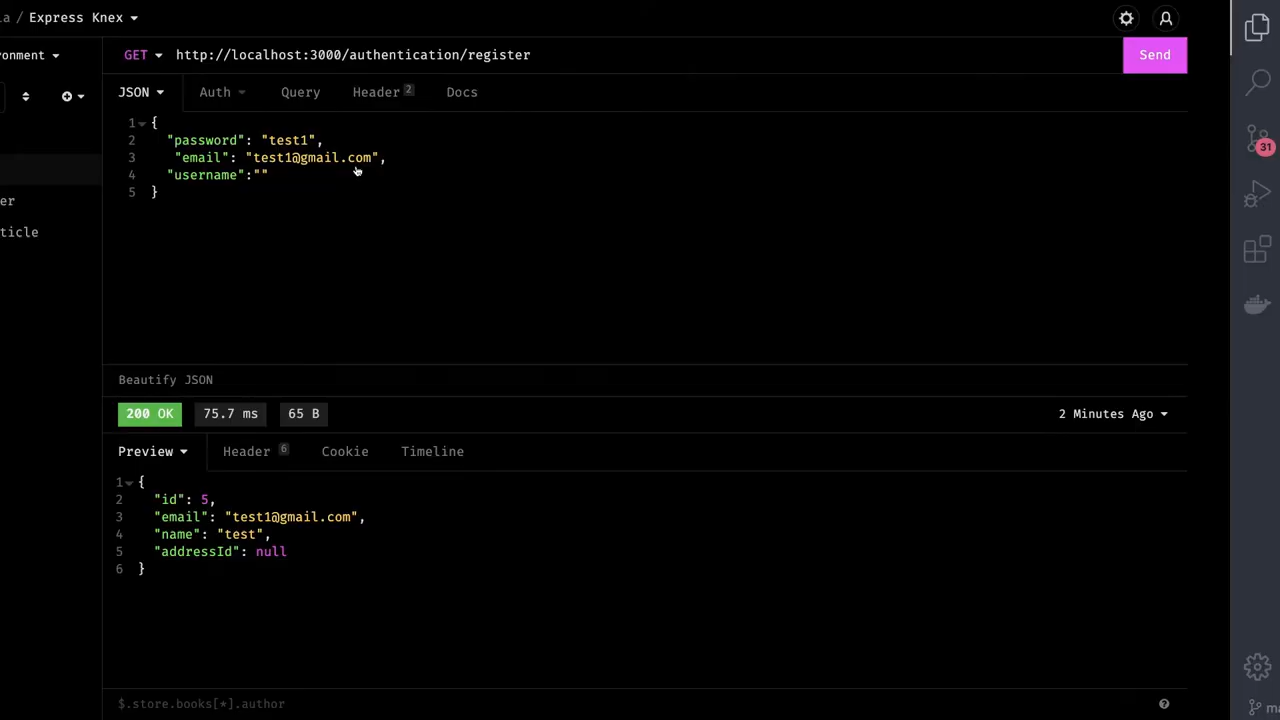 / Express Knex
GET http://localhost:3000/authentication/register Send
JSON Auth Query Header 2 Docs
1 {
2 "password": "test1",
3 "email": "test1@gmail.com",
4 "username":""
5 }
ticle
Beautify JSON
200 OK 75.7 ms 65 B 2 Minutes Ago
Preview Header 6 Cookie Timeline
1 {
2 "id": 5,
3 "email": "test1@gmail.com",
4 "name": "test",
5 "addressId": null
6 }
$.store.books[*].author
31